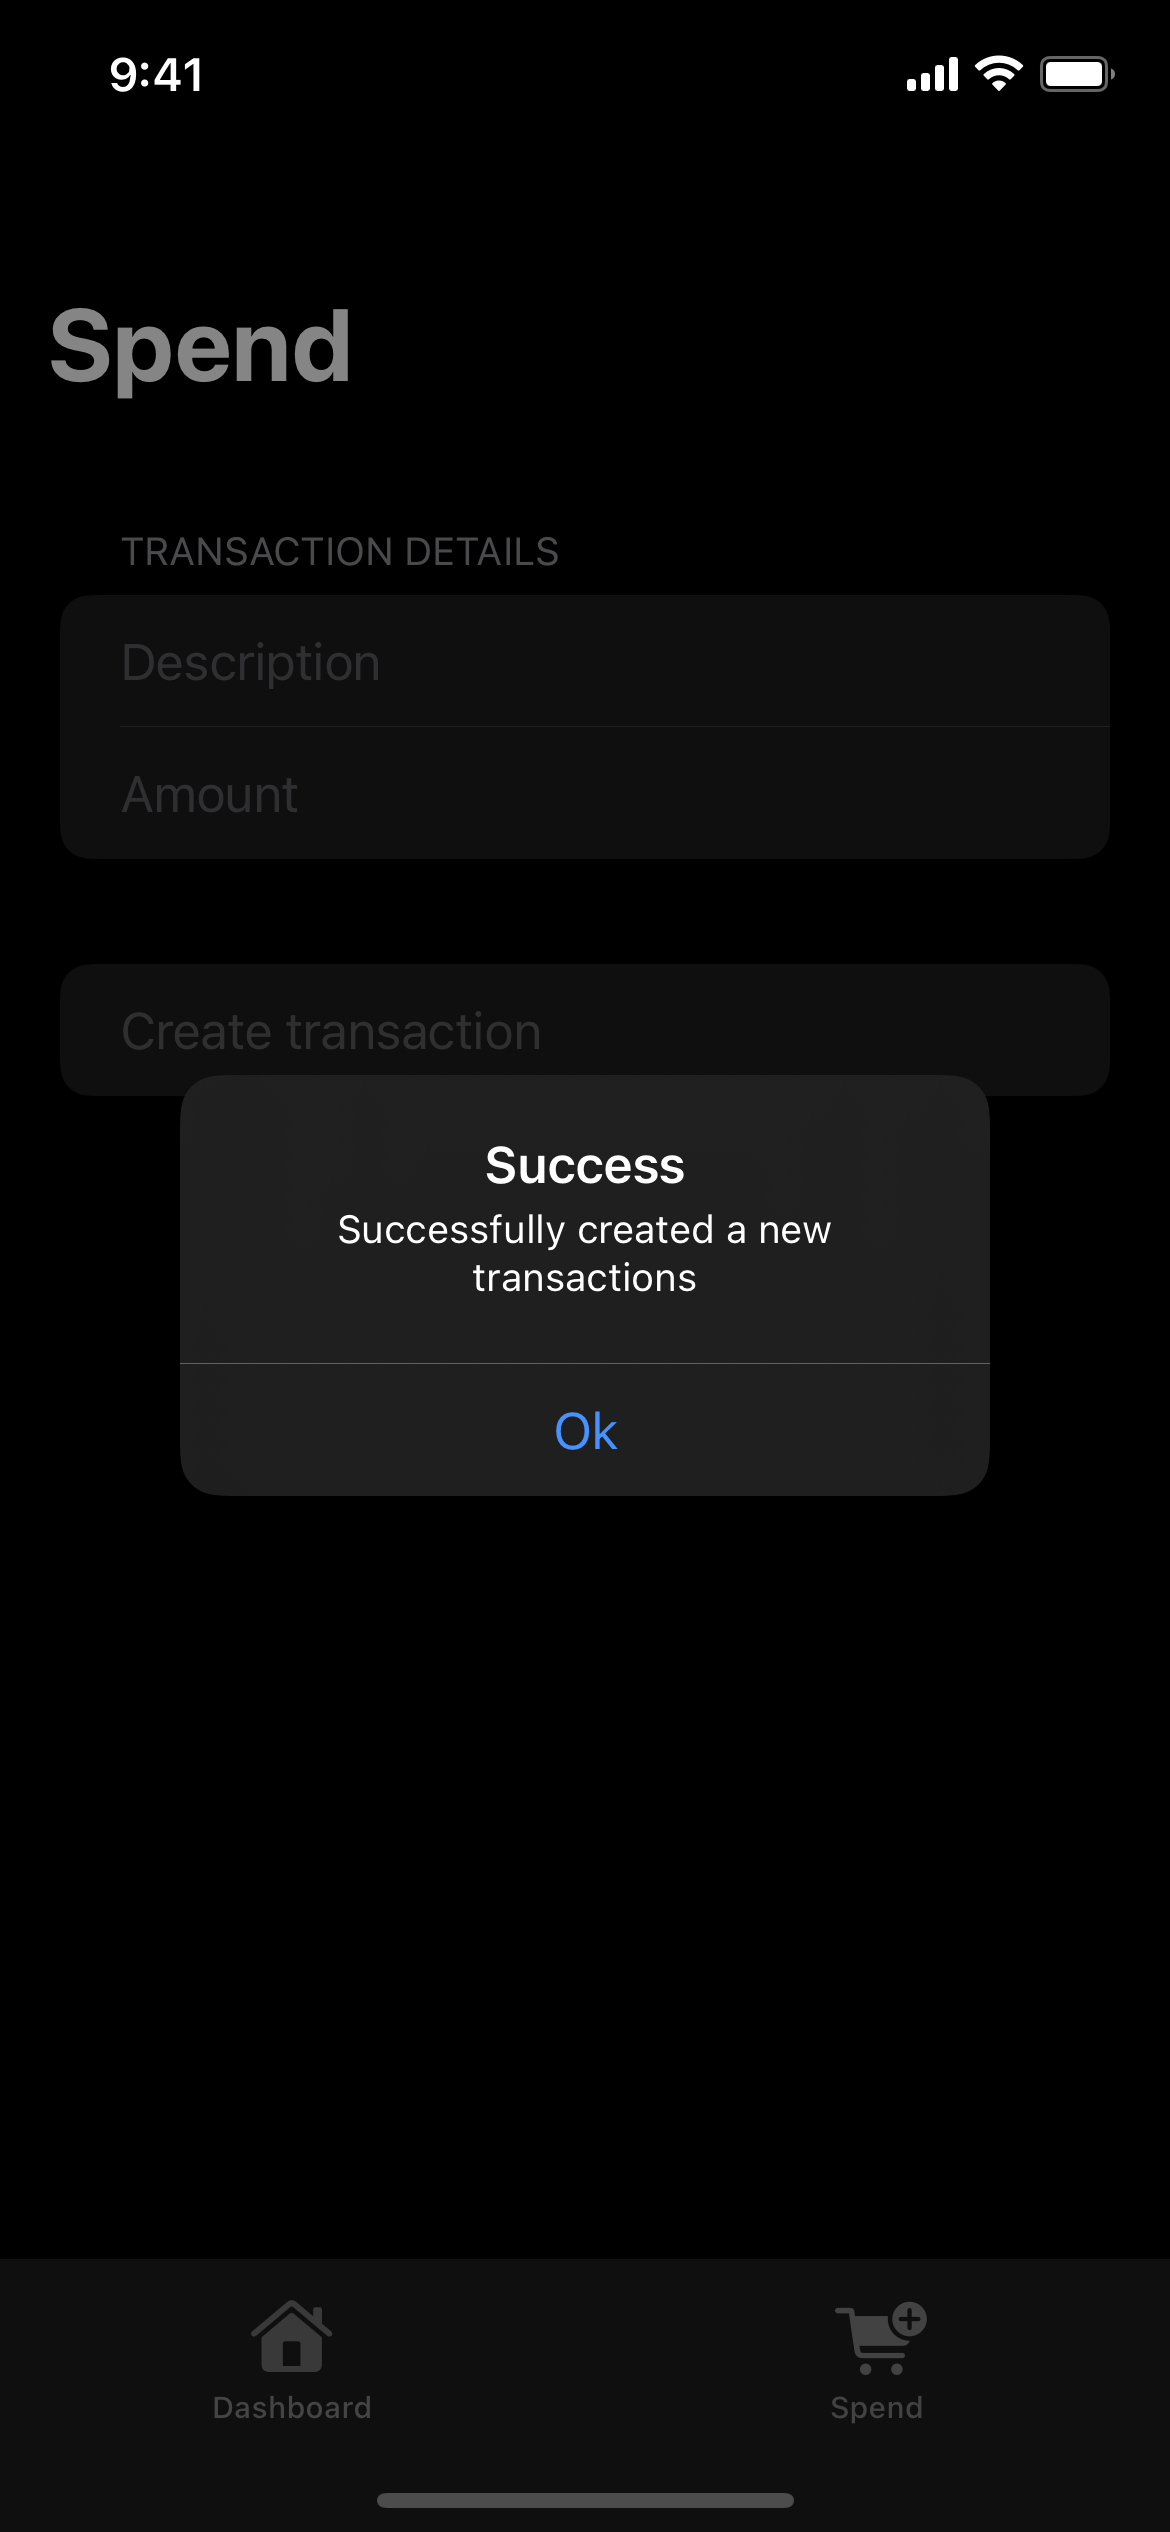 9:41
Spend
TRANSACTION DETAILS
Description
Amount
Create transaction
Success
Successfully created a new
transactions
Ok
Dashboard
Spend